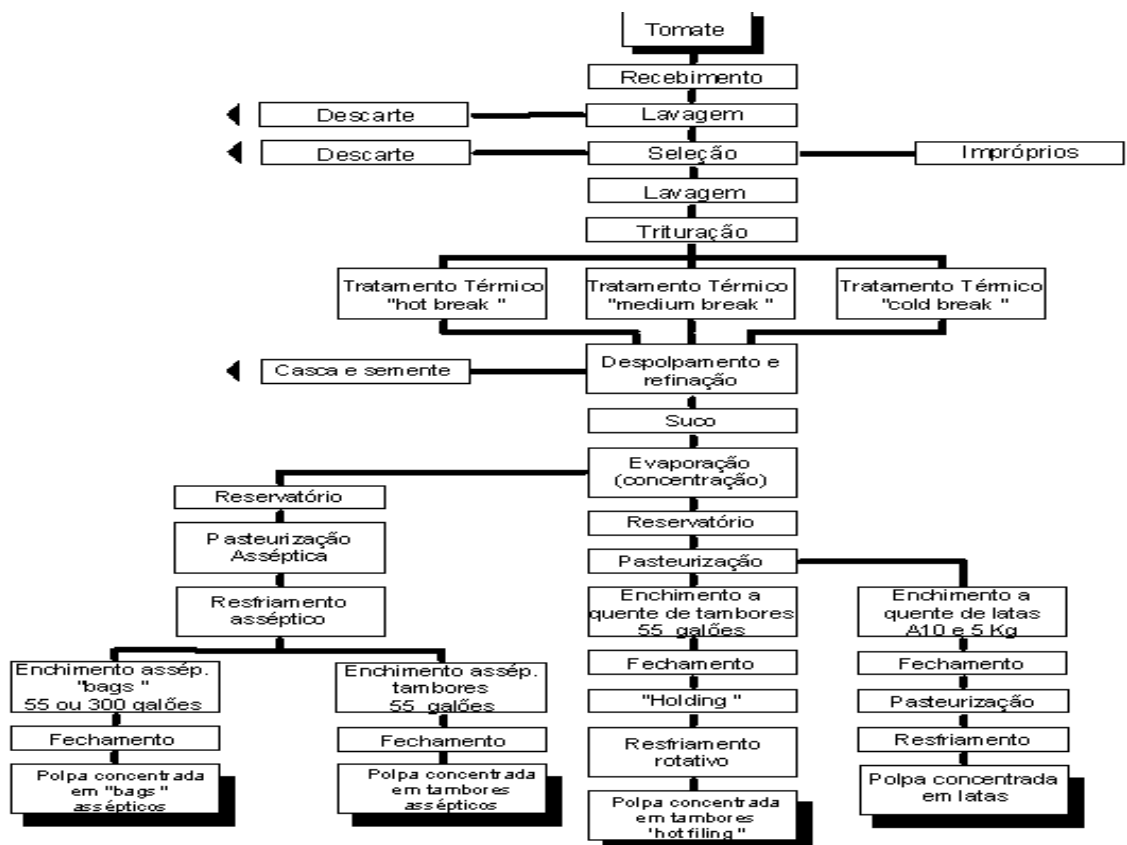 Tomate
Recebimento
Descarte
Lavagem
Descarte
Seleção
Impróprios
Lavagem
Trituração
Tratamento Térmico
"hot break "
Tratamento Térmico
"medium break "
Tratamento Térmico
"cold break "
Casca e semente
Despolpamento e
refinação
Suco
Evaporação
(concentração)
Reservatório
Pasteurização
Asséptica
Resfriamento
asséptico
Enchimento assép.
"bags "
55 ou 300 galões
Fechamento
Polpa concentrada
em "bags "
assépticos
Enchimento assép.
tambores
55 galões
Fechamento
Polpa concentrada
em tambores
assépticos
Reservatório
Pasteurização
Enchimento a
quente de tambores
55 galões
Fechamento
"Holding "
Resfriamento
rotativo
Polpa concentrada
em tambores
"hot filing "
Enchimento a
quente de latas
A10 e 5 Kg
Fechamento
Pasteurização
Resfriamento
Polpa concentrada
em latas